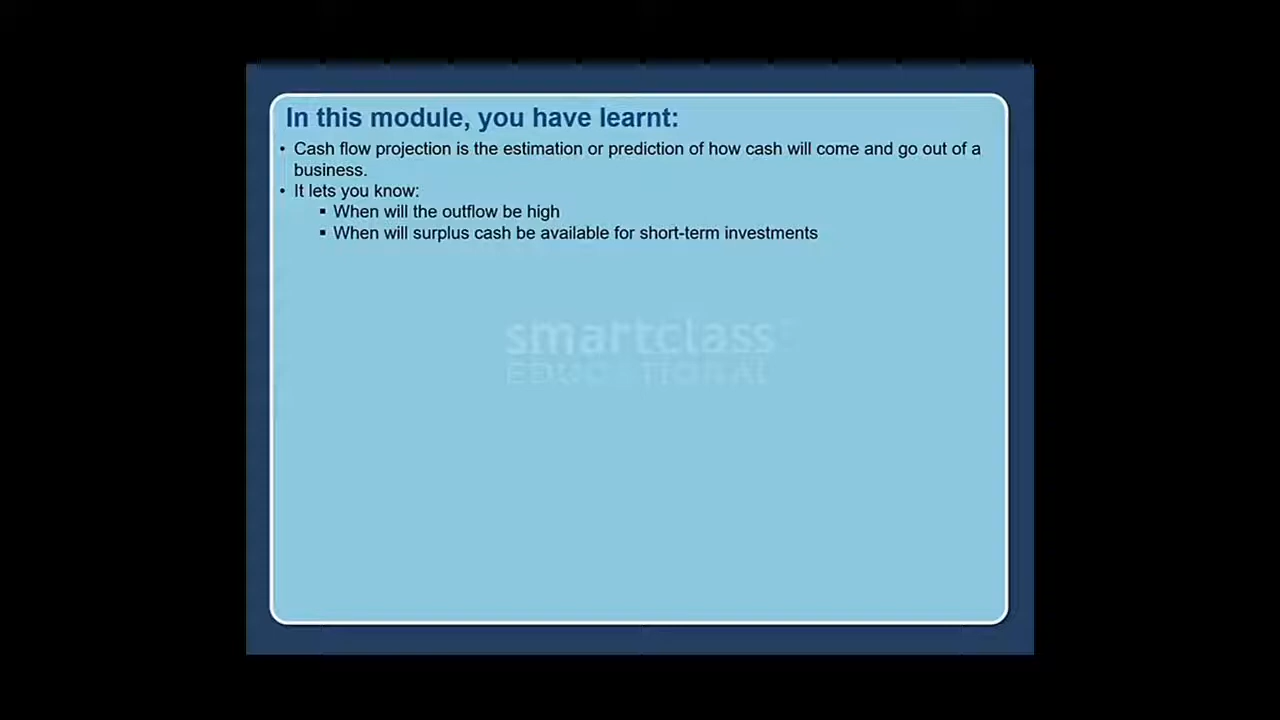 In this module, you have learnt:
• Cash flow projection is the estimation or prediction of how cash will come and go out of a
business.
• It lets you know:
▪ When will the outflow be high
▪ When will surplus cash be available for short-term investments
smartclass
EDUCATIONAL